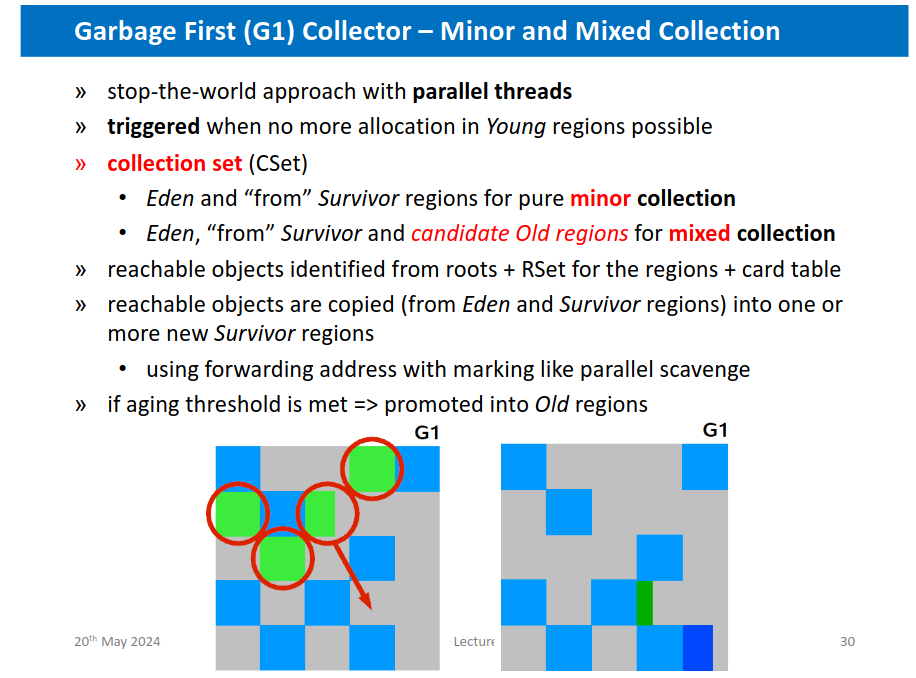 Garbage First (G1) Collector – Minor and Mixed Collection
» stop-the-world approach with parallel threads
» triggered when no more allocation in Young regions possible
» collection set (CSet)
• Eden and “from” Survivor regions for pure minor collection
• Eden, “from” Survivor and candidate Old regions for mixed collection
» reachable objects identified from roots + RSet for the regions + card table
» reachable objects are copied (from Eden and Survivor regions) into one or
more new Survivor regions
• using forwarding address with marking like parallel scavenge
» if aging threshold is met => promoted into Old regions
G1
G1
20th May 2024
Lecture
30